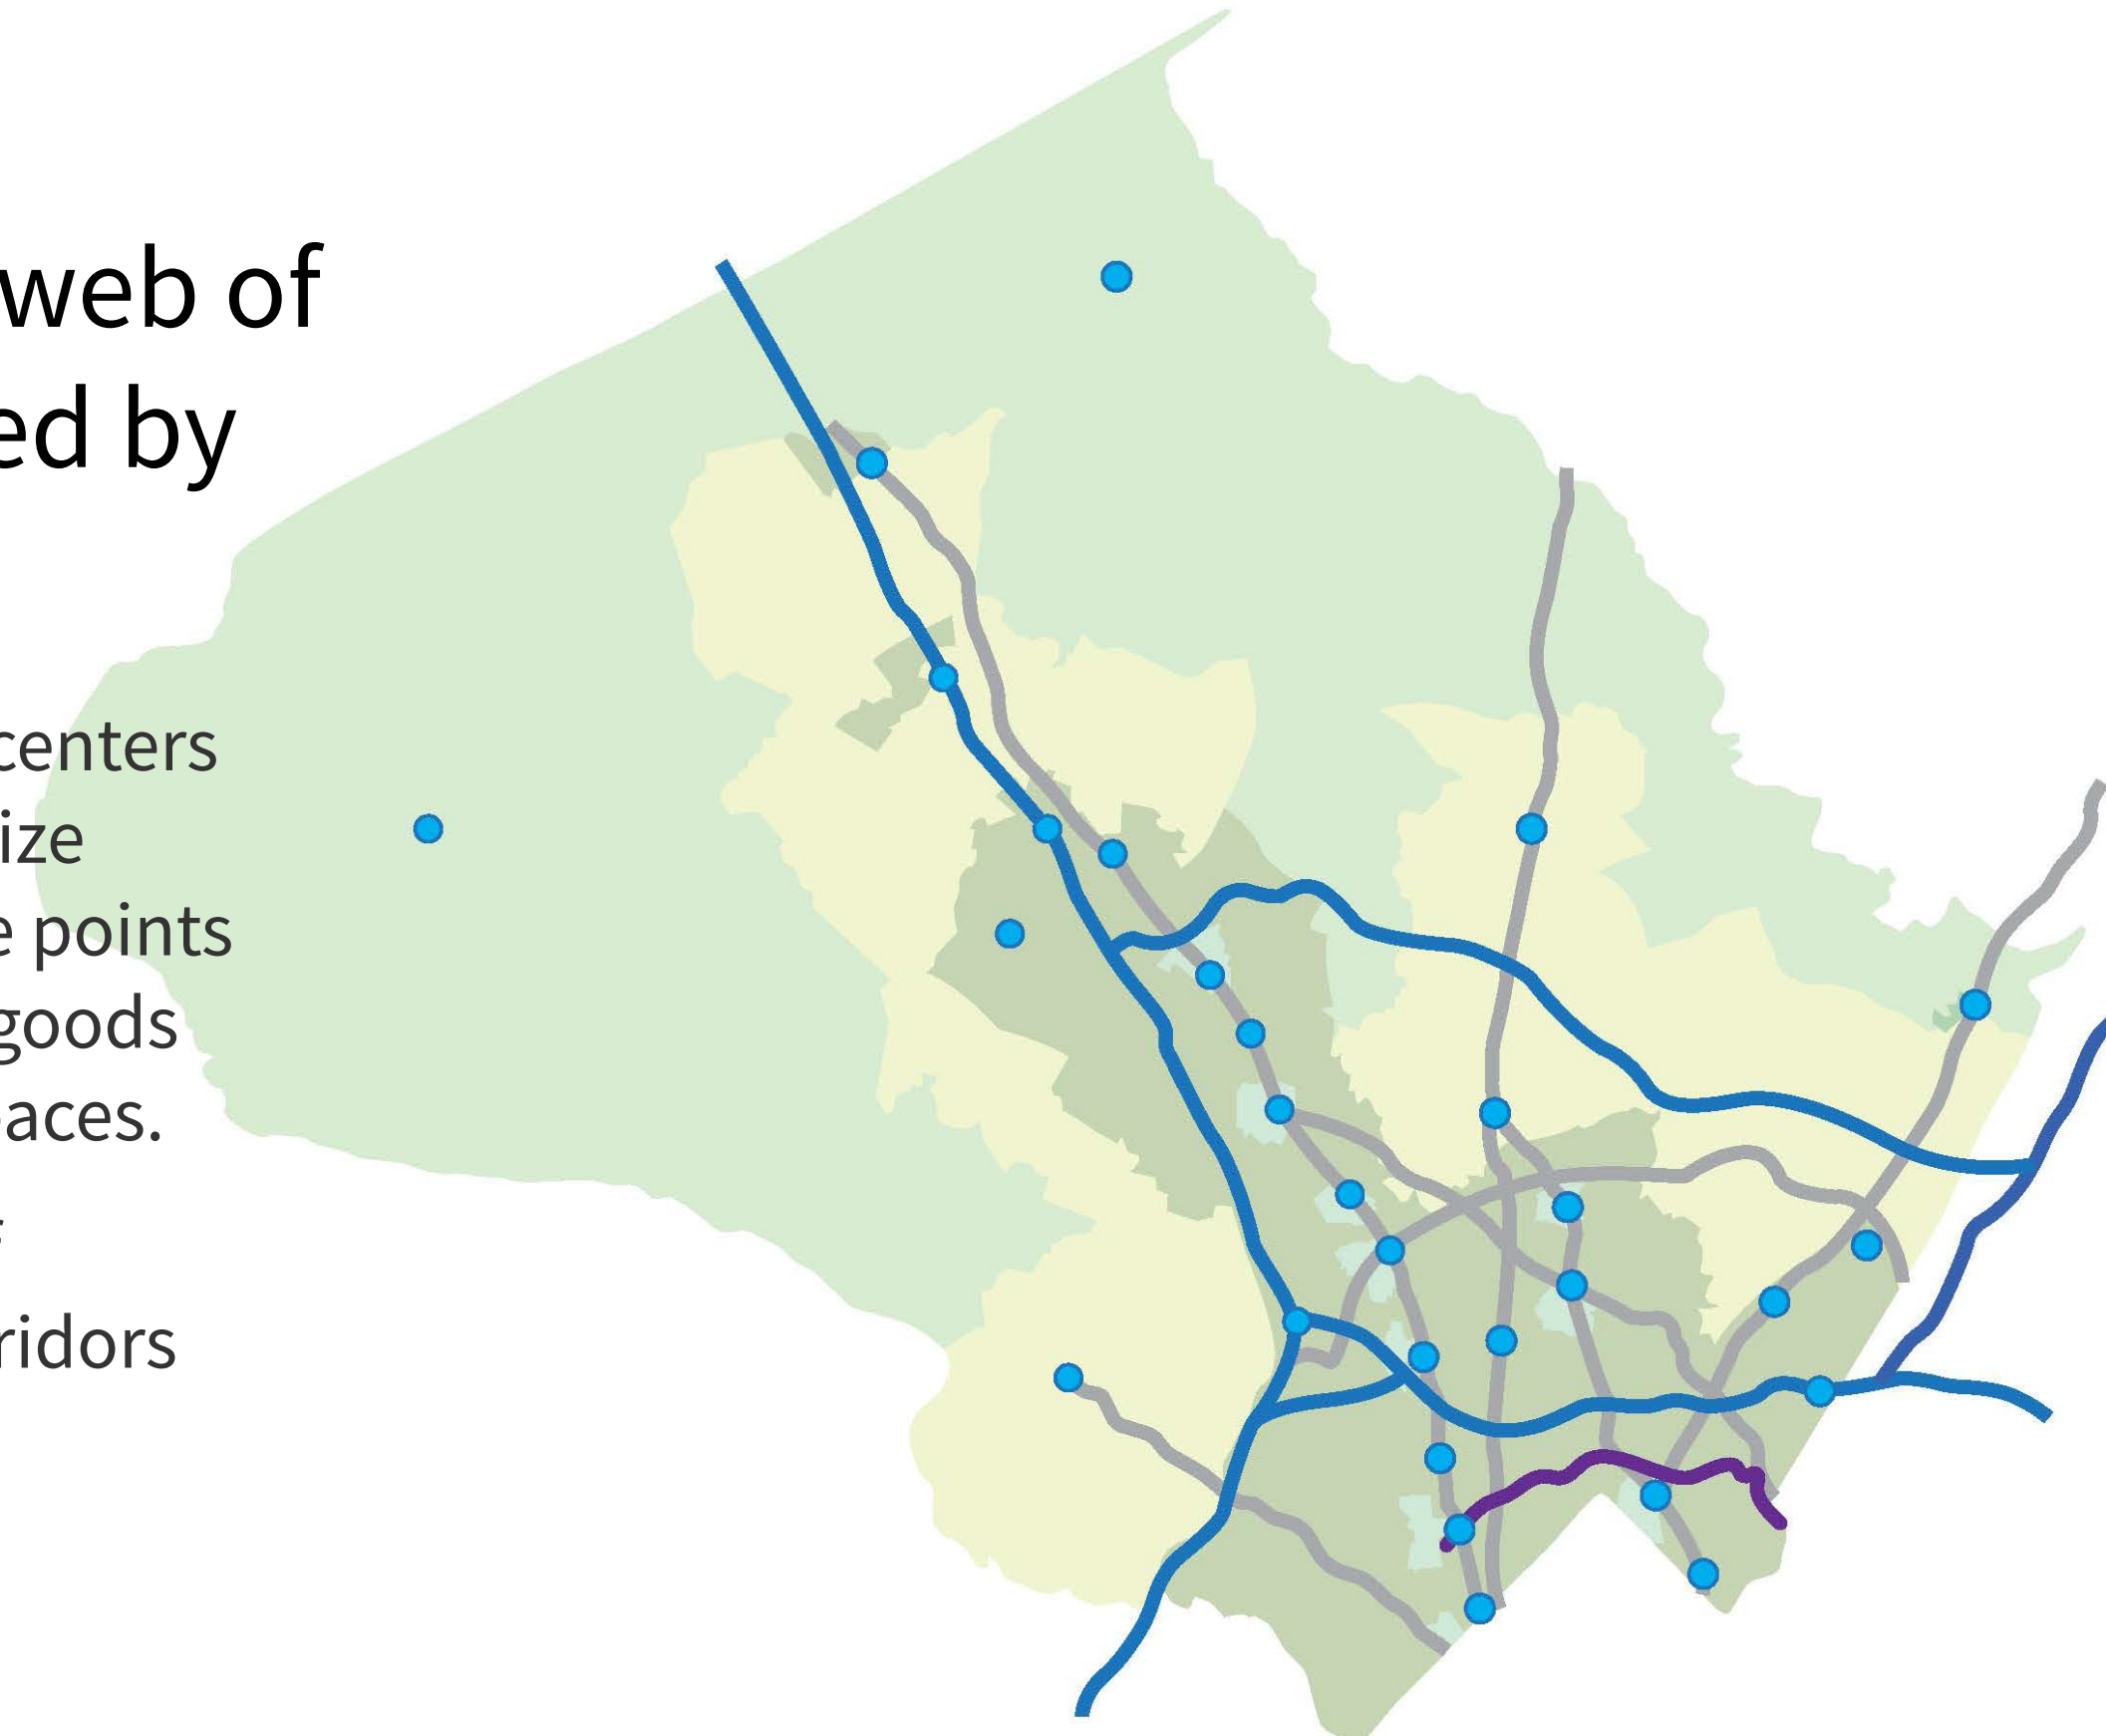 web of
ed by
centers
ize
e points
goods
aces.
ridors